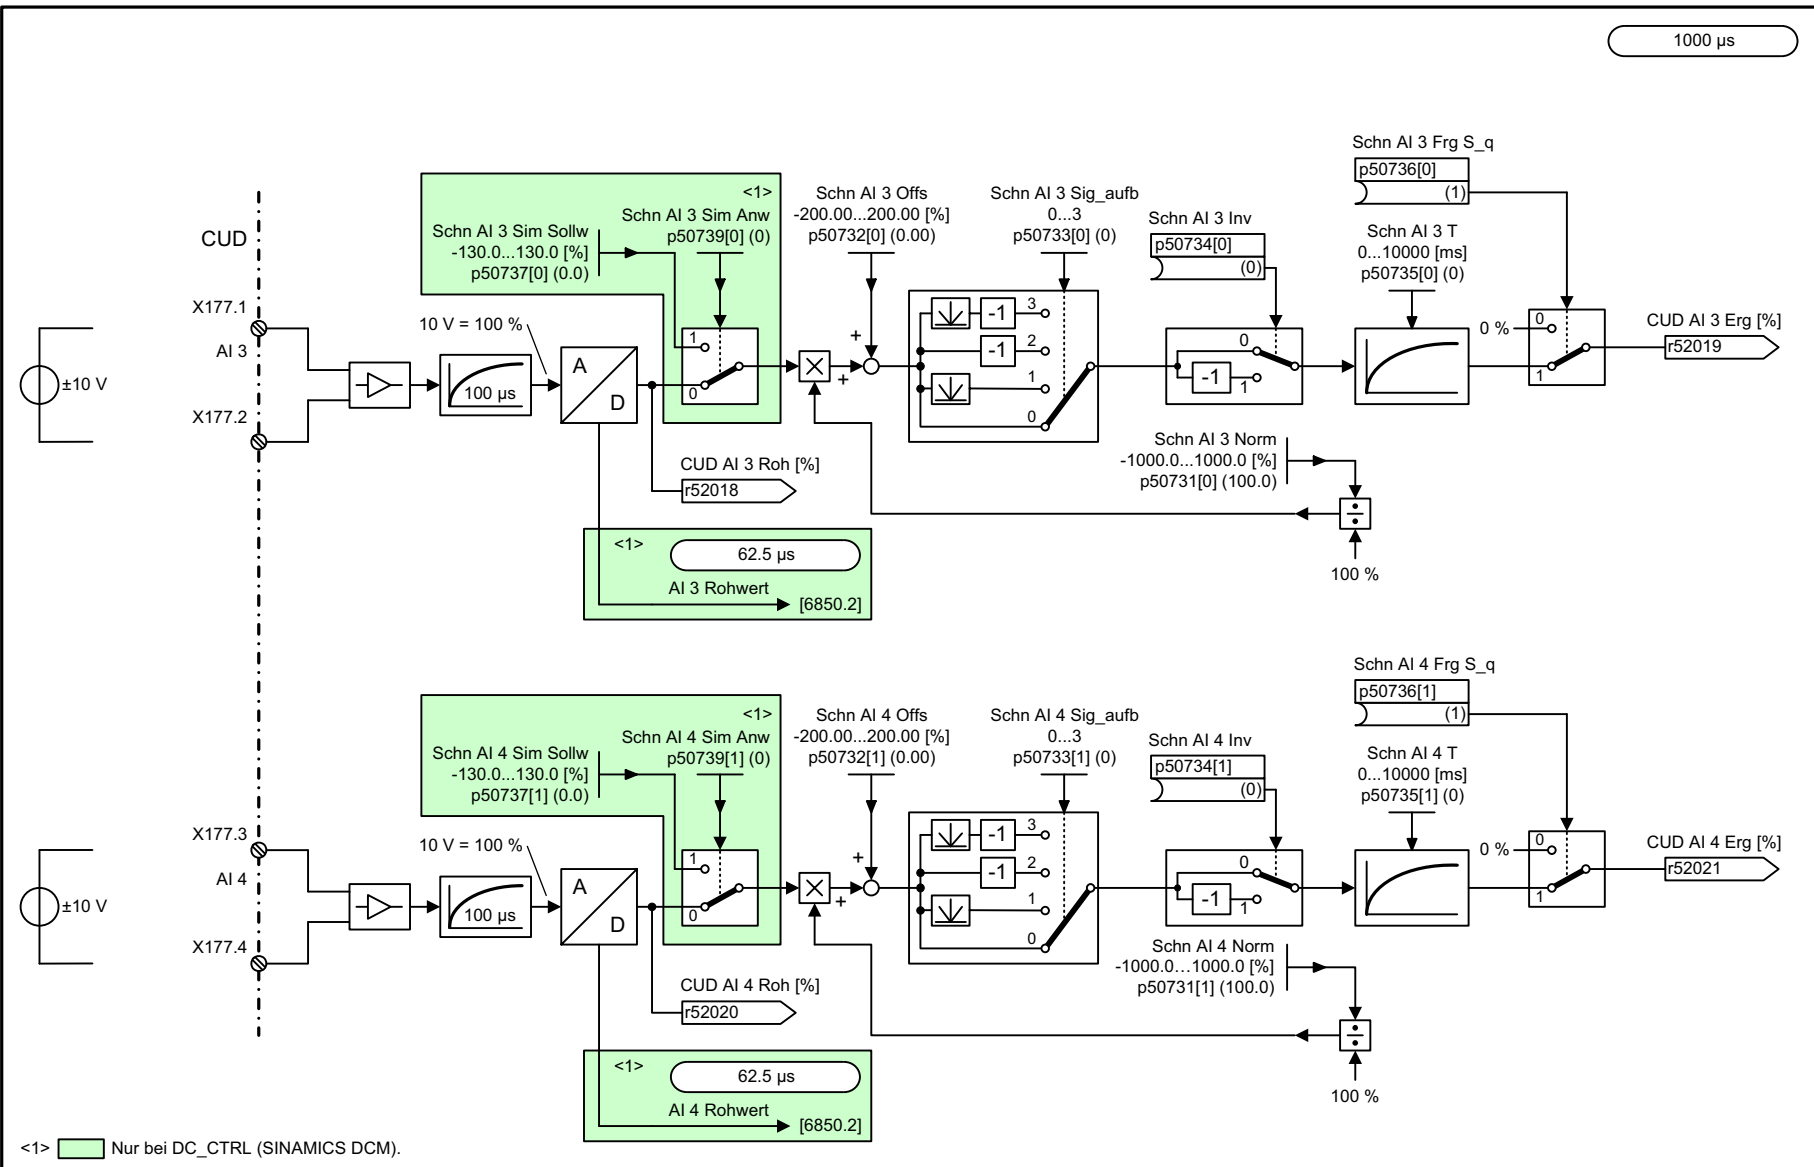 1000 µs
Schn AI 3 Frg S_q
p50736[0]
(1)
<1>
Schn AI 3 Sim Anw
p50739[0] (0)
Schn AI 3 Sim Sollw
-130.0...130.0 [%]
p50737[0] (0.0)
Schn AI 3 Offs
-200.00...200.00 [%]
p50732[0] (0.00)
Schn AI 3 Sig_aufb
0...3
p50733[0] (0)
Schn AI 3 Inv
p50734[0]
(0)
Schn AI 3 T
0...10000 [ms]
p50735[0] (0)
CUD
X177.1
AI 3
X177.2
±10 V
10 V = 100 %
100 µs
A
D
1
0
+
+
3
2
1
0
-1
-1
0
1
-1
0 %
0
1
CUD AI 3 Erg [%]
r52019
Schn AI 3 Norm
-1000.0...1000.0 [%]
p50731[0] (100.0)
100 %
CUD AI 3 Roh [%]
r52018
<1>
62.5 µs
AI 3 Rohwert
[6850.2]
Schn AI 4 Frg S_q
p50736[1]
(1)
<1>
Schn AI 4 Sim Anw
p50739[1] (0)
Schn AI 4 Sim Sollw
-130.0...130.0 [%]
p50737[1] (0.0)
Schn AI 4 Offs
-200.00...200.00 [%]
p50732[1] (0.00)
Schn AI 4 Sig_aufb
0...3
p50733[1] (0)
Schn AI 4 Inv
p50734[1]
(0)
Schn AI 4 T
0...10000 [ms]
p50735[1] (0)
X177.3
AI 4
X177.4
±10 V
10 V = 100 %
100 µs
A
D
1
0
+
+
3
2
1
0
-1
-1
0
1
-1
0 %
0
1
CUD AI 4 Erg [%]
r52021
Schn AI 4 Norm
-1000.0...1000.0 [%]
p50731[1] (100.0)
100 %
CUD AI 4 Roh [%]
r52020
<1>
62.5 µs
AI 4 Rohwert
[6850.2]
<1> Nur bei DC_CTRL (SINAMICS DCM).